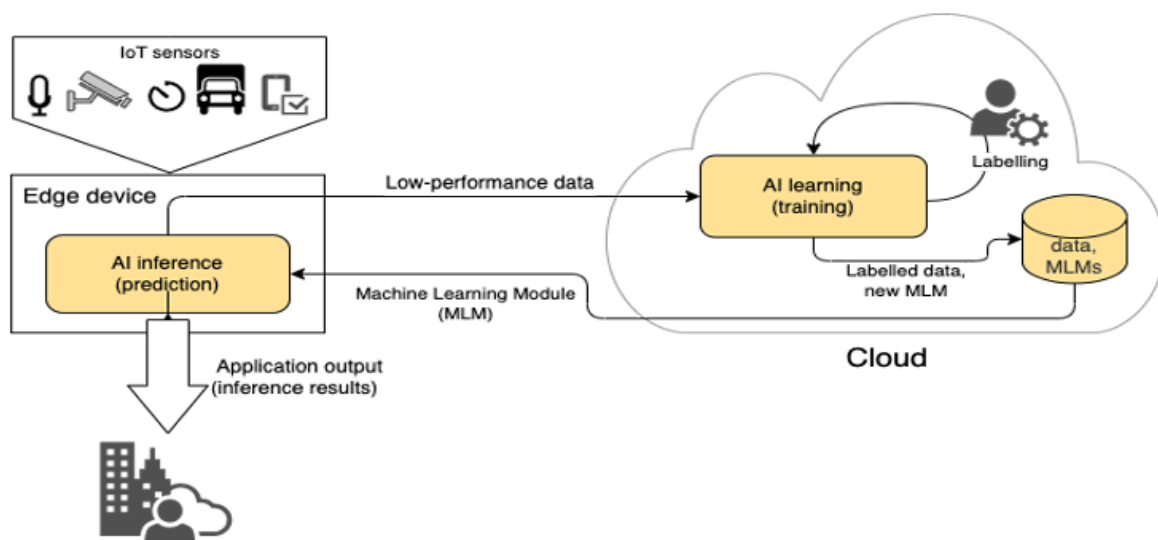 IoT sensors
Edge device
AI inference
(prediction)
Low-performance data
Machine Learning Module
(MLM)
Application output
(inference results)
AI learning
(training)
Labelling
Labelled data,
new MLM
data,
MLMs
Cloud